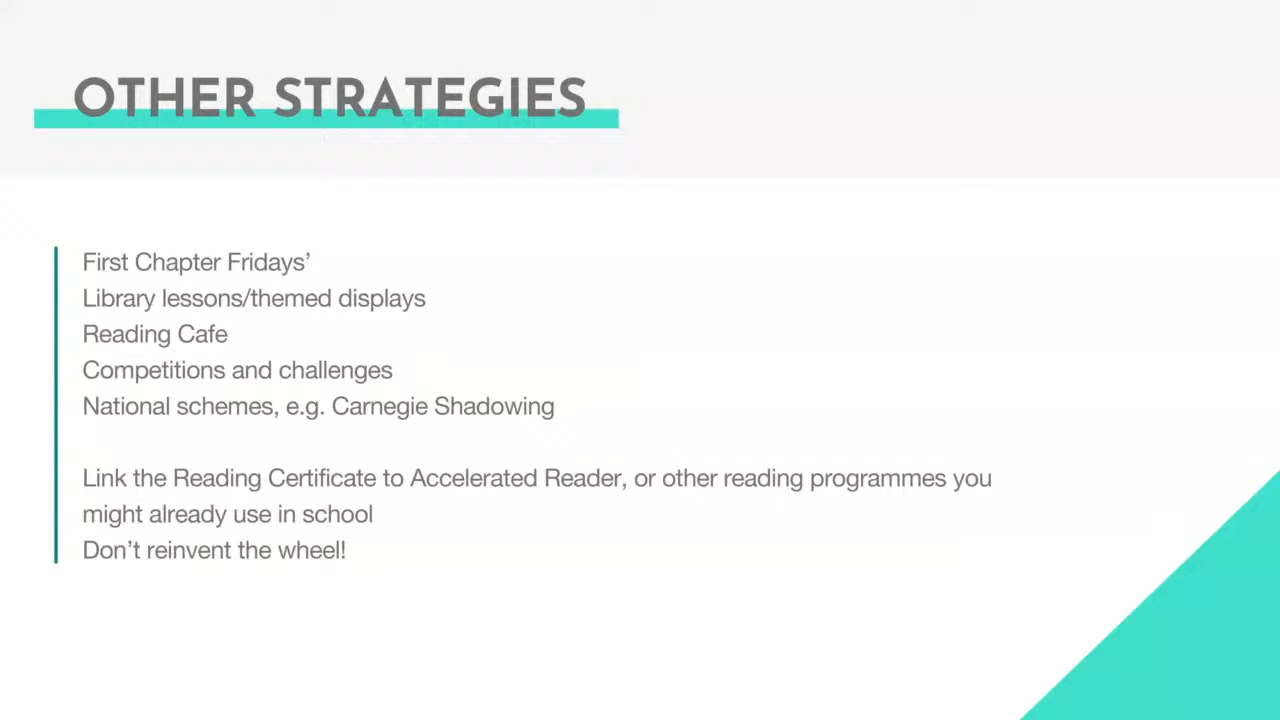 OTHER STRATEGIES
First Chapter Fridays’
Library lessons/themed displays
Reading Cafe
Competitions and challenges
National schemes, e.g. Carnegie Shadowing
Link the Reading Certificate to Accelerated Reader, or other reading programmes you
might already use in school
Don’t reinvent the wheel!